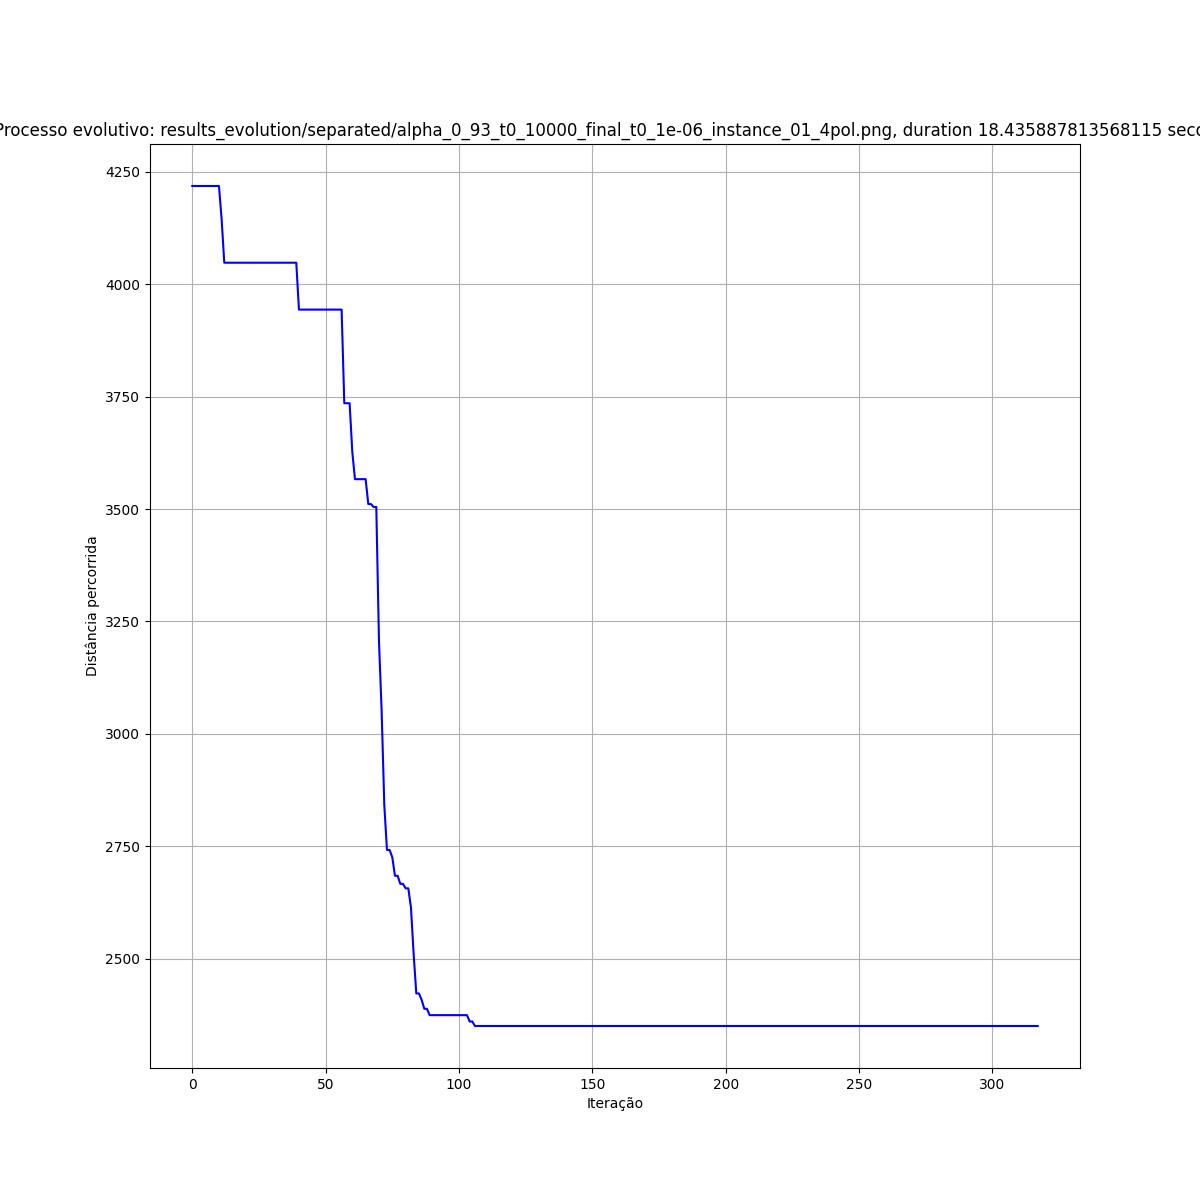 Processo evolutivo: results_evolution/separated/alpha_0_93_t0_10000_final_t0_1e-06_instance_01_4pol.png, duration 18.435887813568115 seco
4250
4000
3750
3500
3250
3000
2750
2500
Distância percorrida
0 50 100 150 200 250 300
Iteração